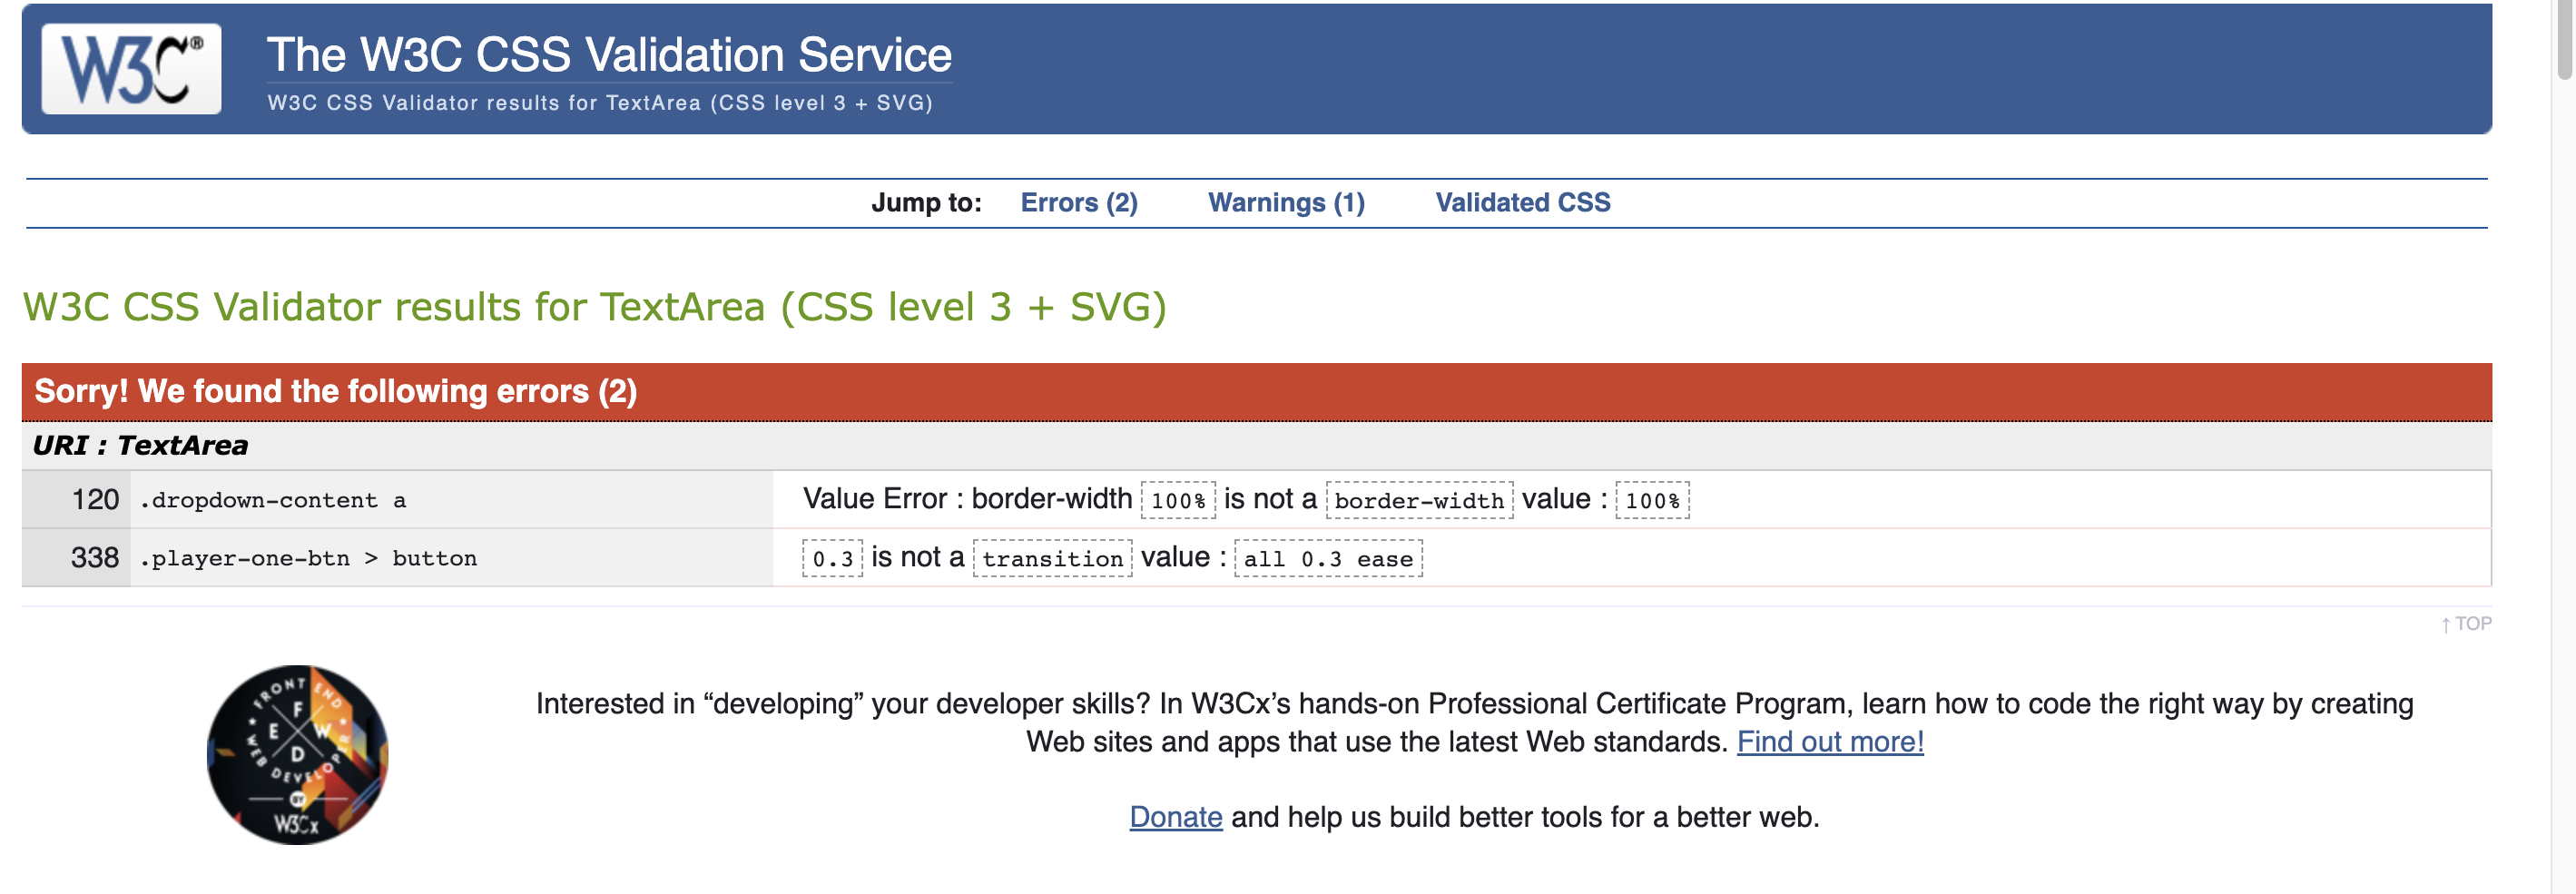 W3C®
The W3C CSS Validation Service
W3C CSS Validator results for TextArea (CSS level 3 + SVG)
Jump to: Errors (2) Warnings (1) Validated CSS
W3C CSS Validator results for TextArea (CSS level 3 + SVG)
Sorry! We found the following errors (2)
URI : TextArea
120 .dropdown-content a Value Error : border-width 100% is not a border-width value : 100%
338 .player-one-btn > button 0.3 is not a transition value : all 0.3 ease
↑ TOP
FRONT END
WEB DEVELOPER
F
E W
D
BY
W3Cx
Interested in “developing” your developer skills? In W3Cx’s hands-on Professional Certificate Program, learn how to code the right way by creating
Web sites and apps that use the latest Web standards. Find out more!
Donate and help us build better tools for a better web.